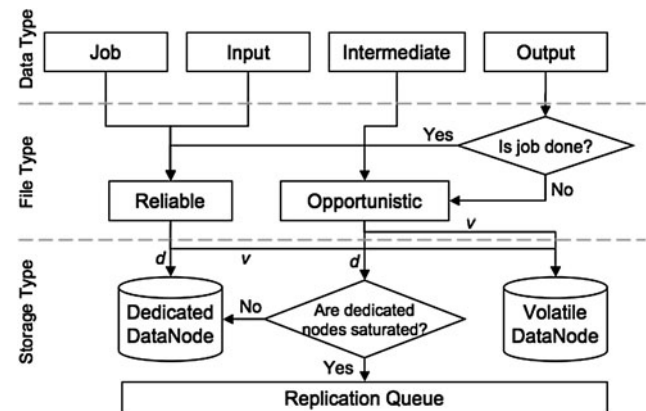 Data Type
Job
Input
Intermediate
Output
File Type
Yes
Is job done?
No
Reliable
Opportunistic
Storage Type
d
v
d
v
Dedicated
DataNode
No
Are dedicated
nodes saturated?
Volatile
DataNode
Yes
Replication Queue